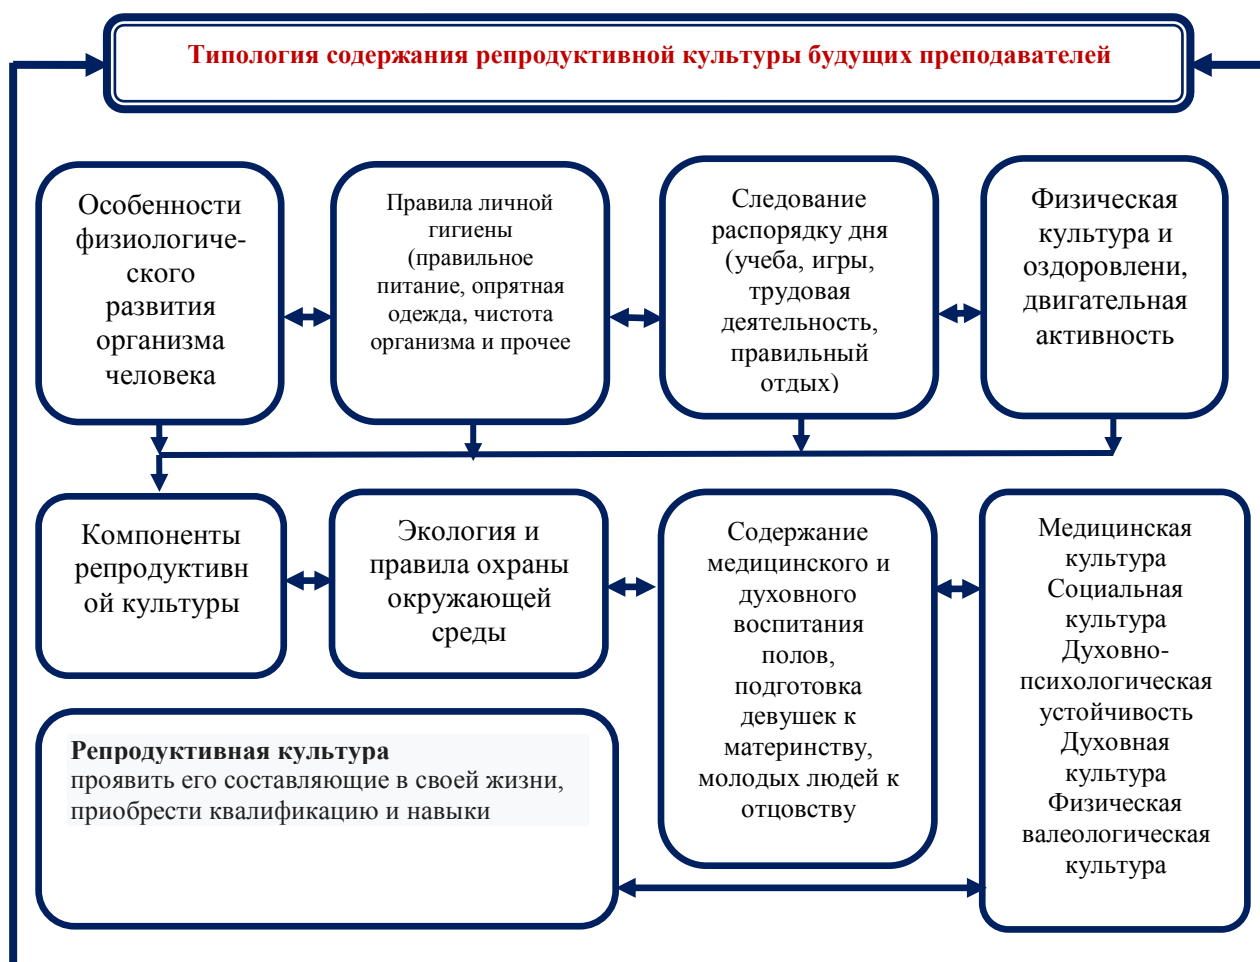 Типология содержания репродуктивной культуры будущих преподавателей
Особенности
физиологиче-
ского
развития
организма
человека
Правила личной
гигиены
(правильное
питание, опрятная
одежда, чистота
организма и прочее
Следование
распорядку дня
(учеба, игры,
трудовая
деятельность,
правильный
отдых)
Физическая
культура и
оздоровлени,
двигательная
активность
Компоненты
репродуктивн
ой культуры
Экология и
правила охраны
окружающей
среды
Содержание
медицинского и
духовного
воспитания
полов,
подготовка
девушек к
материнству,
молодых людей к
отцовству
Медицинская
культура
Социальная
культура
Духовно-
психологическая
устойчивость
Духовная
культура
Физическая
валеологическая
культура
Репродуктивная культура
проявить его составляющие в своей жизни,
приобрести квалификацию и навыки